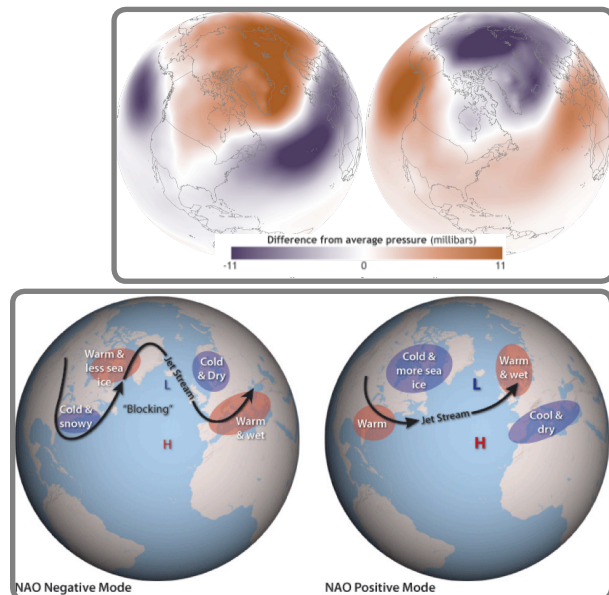 Difference from average pressure (millibars)
-11
0
11
Warm &
less sea
ice
Cold
& Dry
Jet Stream
L
Cold &
snowy
"Blocking"
Warm
& wet
H
NAO Negative Mode
Cold &
more sea
ice
Warm
& wet
L
Warm
Jet Stream
Cool &
dry
H
NAO Positive Mode